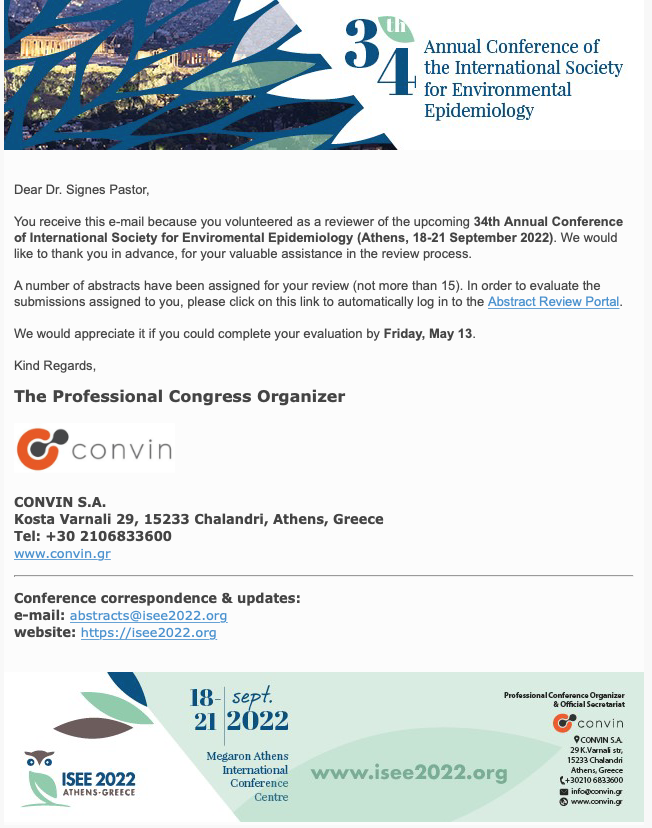 34th
Annual Conference of
the International Society
for Environmental
Epidemiology
Dear Dr. Signes Pastor,
You receive this e-mail because you volunteered as a reviewer of the upcoming 34th Annual Conference
of International Society for Enviromental Epidemiology (Athens, 18-21 September 2022). We would
like to thank you in advance, for your valuable assistance in the review process.
A number of abstracts have been assigned for your review (not more than 15). In order to evaluate the
submissions assigned to you, please click on this link to automatically log in to the Abstract Review Portal.
We would appreciate it if you could complete your evaluation by Friday, May 13.
Kind Regards,
The Professional Congress Organizer
convin
CONVIN S.A.
Kosta Varnali 29, 15233 Chalandri, Athens, Greece
Tel: +30 2106833600
www.convin.gr
Conference correspondence & updates:
e-mail: abstracts@isee2022.org
website: https://isee2022.org
ISEE 2022
ATHENS-GREECE
18-
21
sept.
2022
Megaron Athens
International
Conference
Centre
www.isee2022.org
Professional Conference Organizer
& Official Secretariat
convin
CONVIN S.A.
29 K.Varnali str,
15233 Chalandri
Athens, Greece
+30210 6833600
info@convin.gr
www.convin.gr